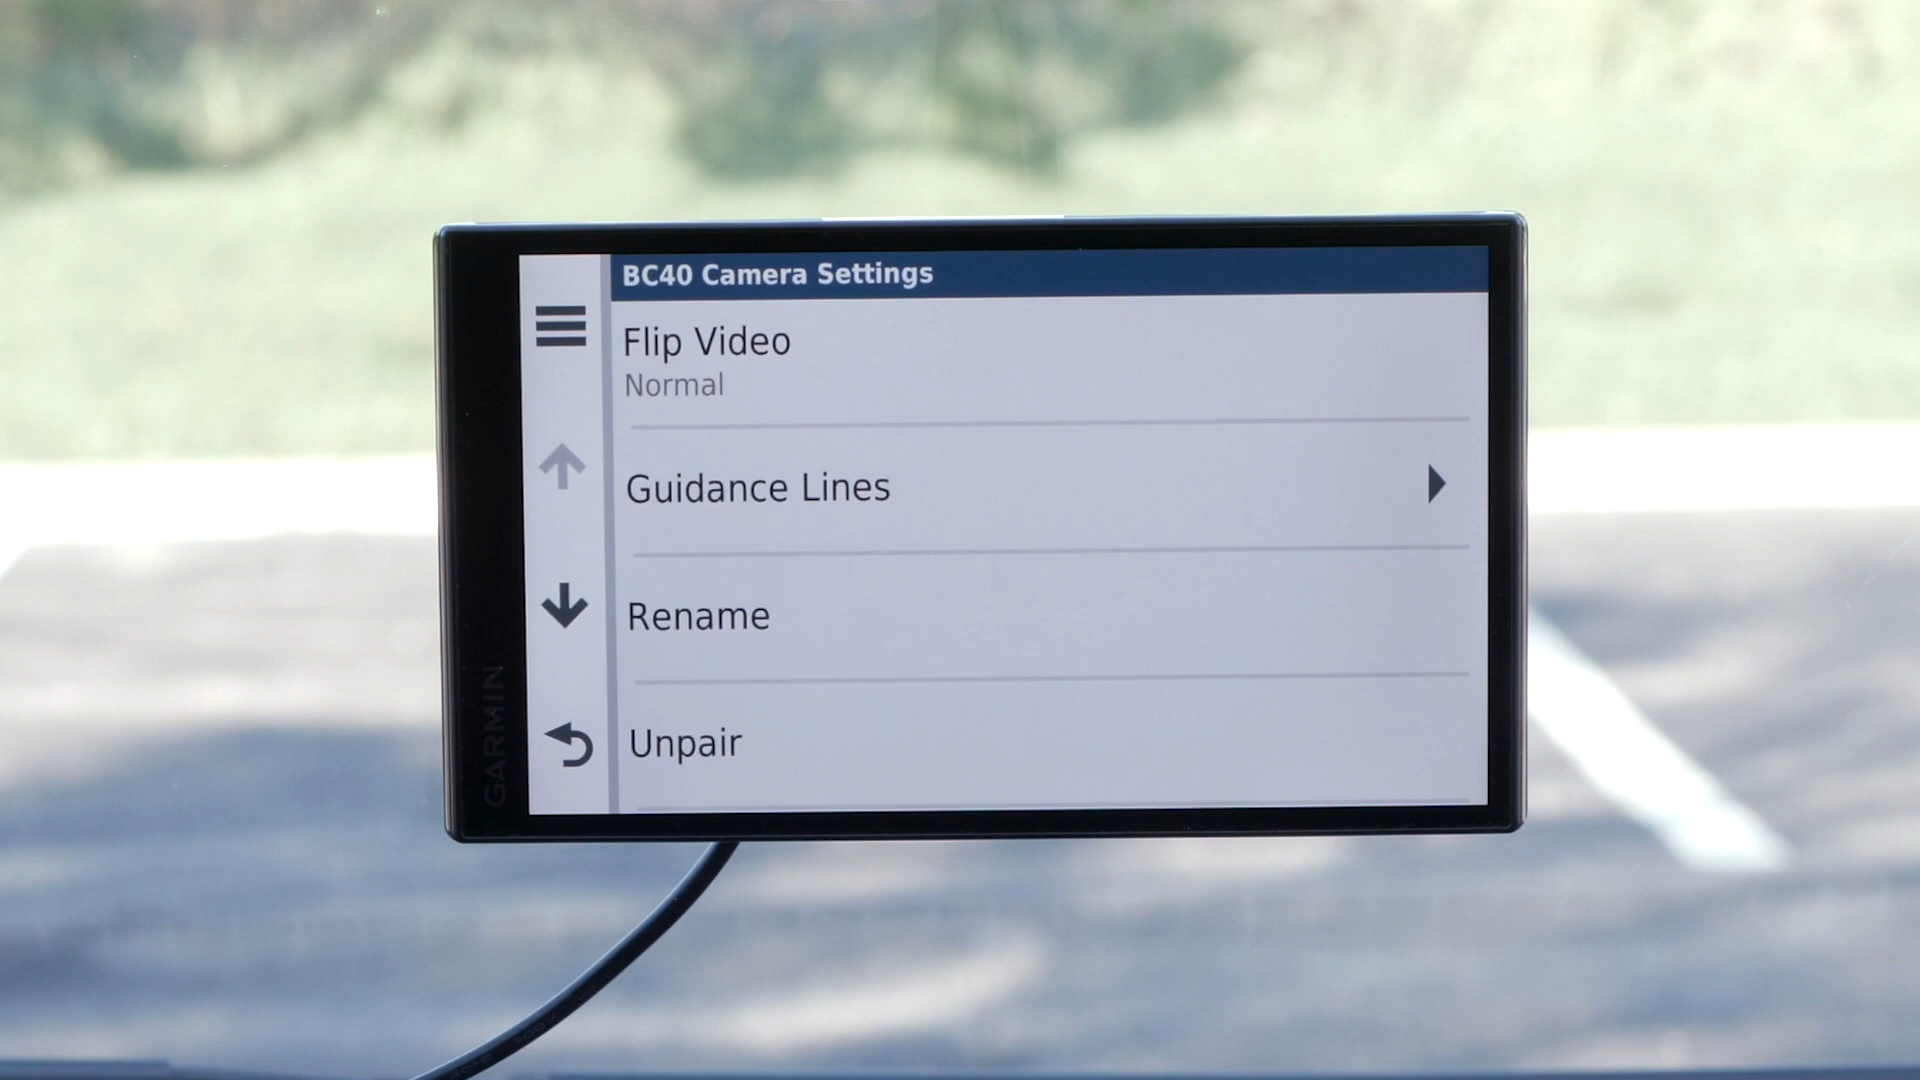 BC40 Camera Settings
Flip Video
Normal
Guidance Lines
Rename
Unpair
GARMIN